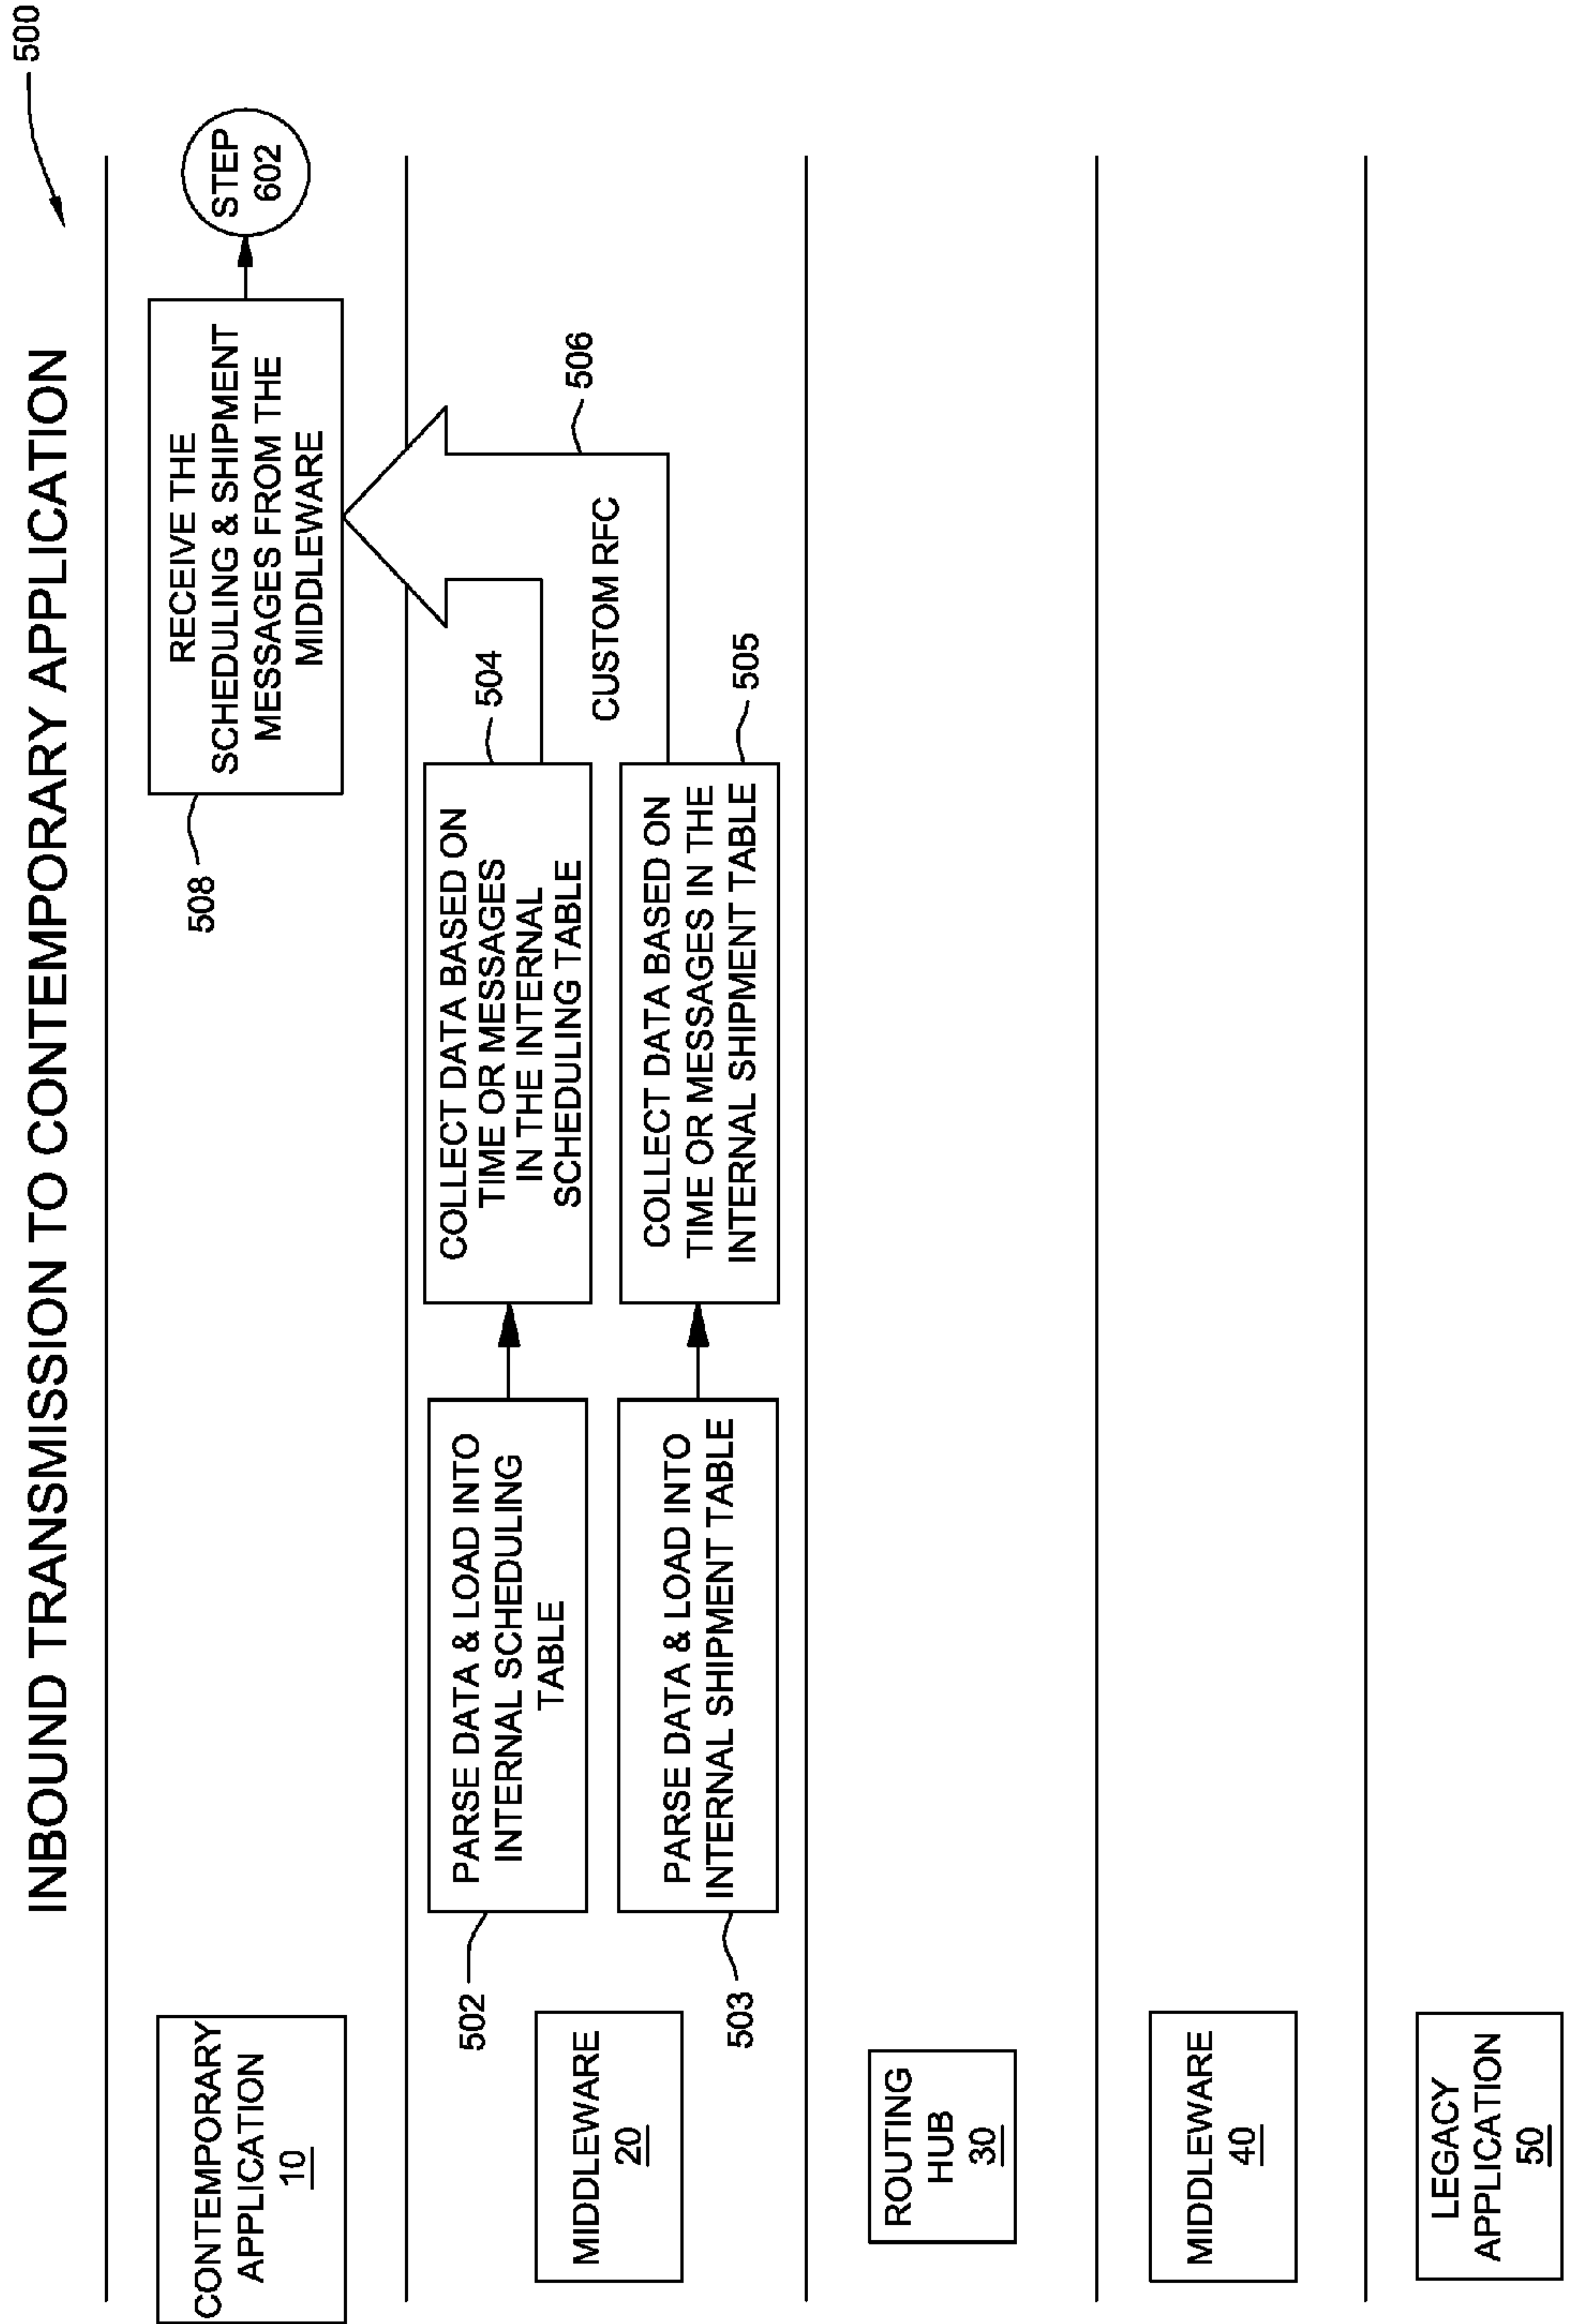 INBOUND TRANSMISSION TO CONTEMPORARY APPLICATION
500
CONTEMPORARY
APPLICATION
10
508
RECEIVE THE
SCHEDULING & SHIPMENT
MESSAGES FROM THE
MIDDLEWARE
STEP
602
MIDDLEWARE
20
502
PARSE DATA & LOAD INTO
INTERNAL SCHEDULING
TABLE
COLLECT DATA BASED ON
TIME OR MESSAGES
IN THE INTERNAL
SCHEDULING TABLE
504
506
CUSTOM RFC
503
PARSE DATA & LOAD INTO
INTERNAL SHIPMENT TABLE
COLLECT DATA BASED ON
TIME OR MESSAGES IN THE
INTERNAL SHIPMENT TABLE
505
ROUTING
HUB
30
MIDDLEWARE
40
LEGACY
APPLICATION
50